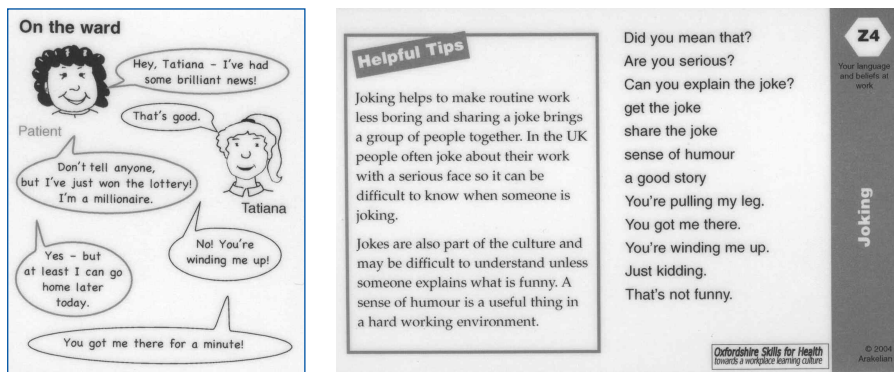 On the ward
Hey, Tatiana – I've had
some brilliant news!
That's good.
Patient
Don't tell anyone,
but I've just won the lottery!
I'm a millionaire.
Tatiana
No! You're
winding me up!
Yes – but
at least I can go
home later
today.
You got me there for a minute!
Helpful Tips
Joking helps to make routine work
less boring and sharing a joke brings
a group of people together. In the UK
people often joke about their work
with a serious face so it can be
difficult to know when someone is
joking.
Jokes are also part of the culture and
may be difficult to understand unless
someone explains what is funny. A
sense of humour is a useful thing in
a hard working environment.
Did you mean that?
Are you serious?
Can you explain the joke?
get the joke
share the joke
sense of humour
a good story
You're pulling my leg.
You got me there.
You're winding me up.
Just kidding.
That's not funny.
Oxfordshire Skills for Health
towards a workplace learning culture
Z4
Your language
and beliefs at
work
Joking
© 2004
Arakelian